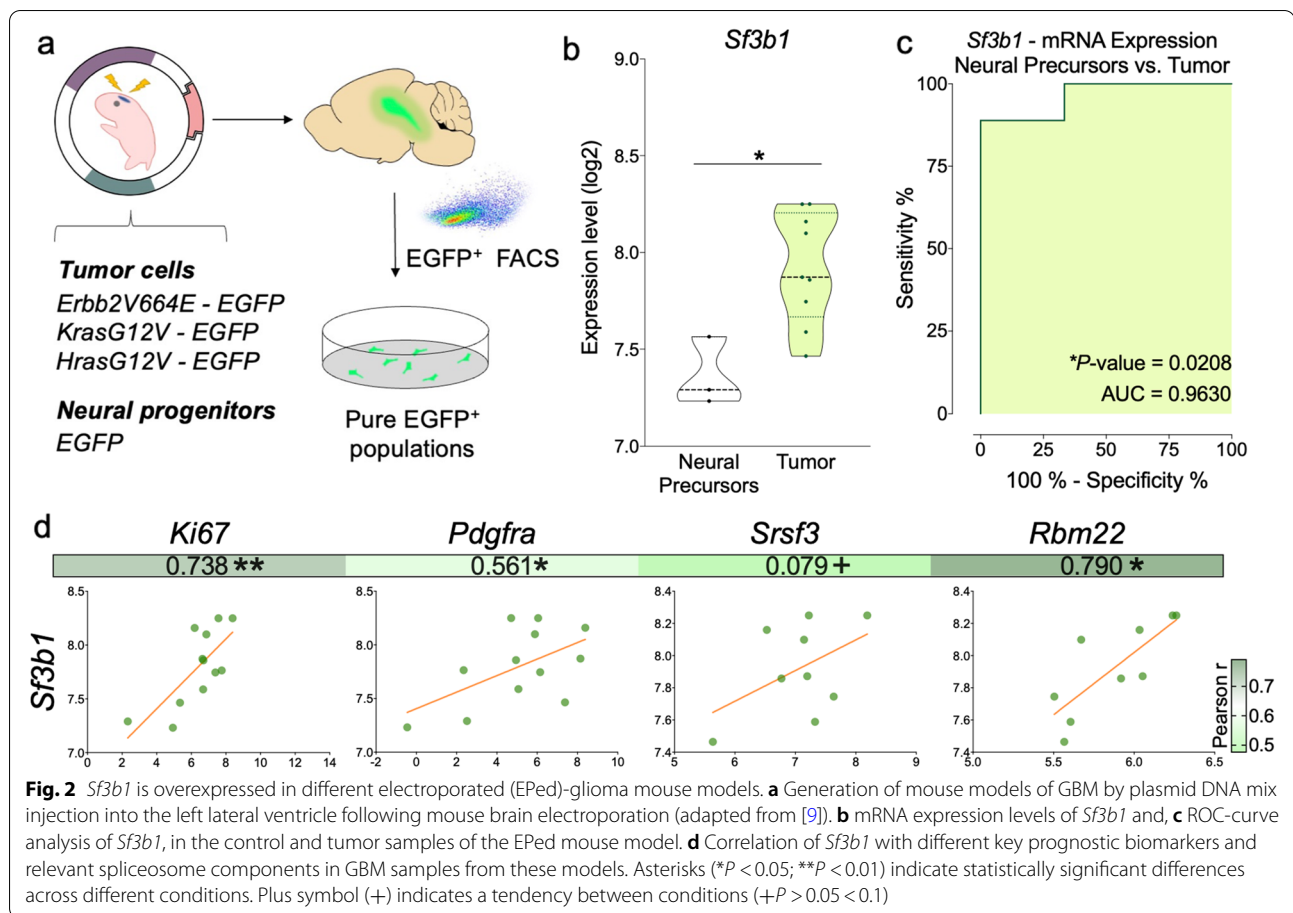 a
Tumor cells
Erbb2V664E - EGFP
KrasG12V - EGFP
HrasG12V - EGFP
Neural progenitors
EGFP
EGFP+ FACS
Pure EGFP+
populations
b
Sf3b1
Expression level (log2)
9.0
8.5
8.0
7.5
7.0
*
Neural
Precursors
Tumor
c
Sf3b1 - mRNA Expression
Neural Precursors vs. Tumor
Sensitivity %
100
75
50
25
0
*P-value = 0.0208
AUC = 0.9630
0 25 50 75 100
100 % - Specificity %
d
Ki67 Pdgfra Srsf3 Rbm22
0.738 ** 0.561 * 0.079 + 0.790 *
Sf3b1
8.5
8.0
7.5
7.0
0 2 4 6 8 10 12 14
8.5
8.0
7.5
7.0
-2 0 2 4 6 8 10
8.4
8.2
8.0
7.8
7.6
7.4
5 6 7 8 9
8.4
8.2
8.0
7.8
7.6
7.4
5.0 5.5 6.0 6.5
Pearson r
0.7
0.6
0.5
Fig. 2 Sf3b1 is overexpressed in different electroporated (EPed)-glioma mouse models. a Generation of mouse models of GBM by plasmid DNA mix
injection into the left lateral ventricle following mouse brain electroporation (adapted from [9]). b mRNA expression levels of Sf3b1 and, c ROC-curve
analysis of Sf3b1, in the control and tumor samples of the EPed mouse model. d Correlation of Sf3b1 with different key prognostic biomarkers and
relevant spliceosome components in GBM samples from these models. Asterisks (*P < 0.05; **P < 0.01) indicate statistically significant differences
across different conditions. Plus symbol (+) indicates a tendency between conditions (+P > 0.05 < 0.1)